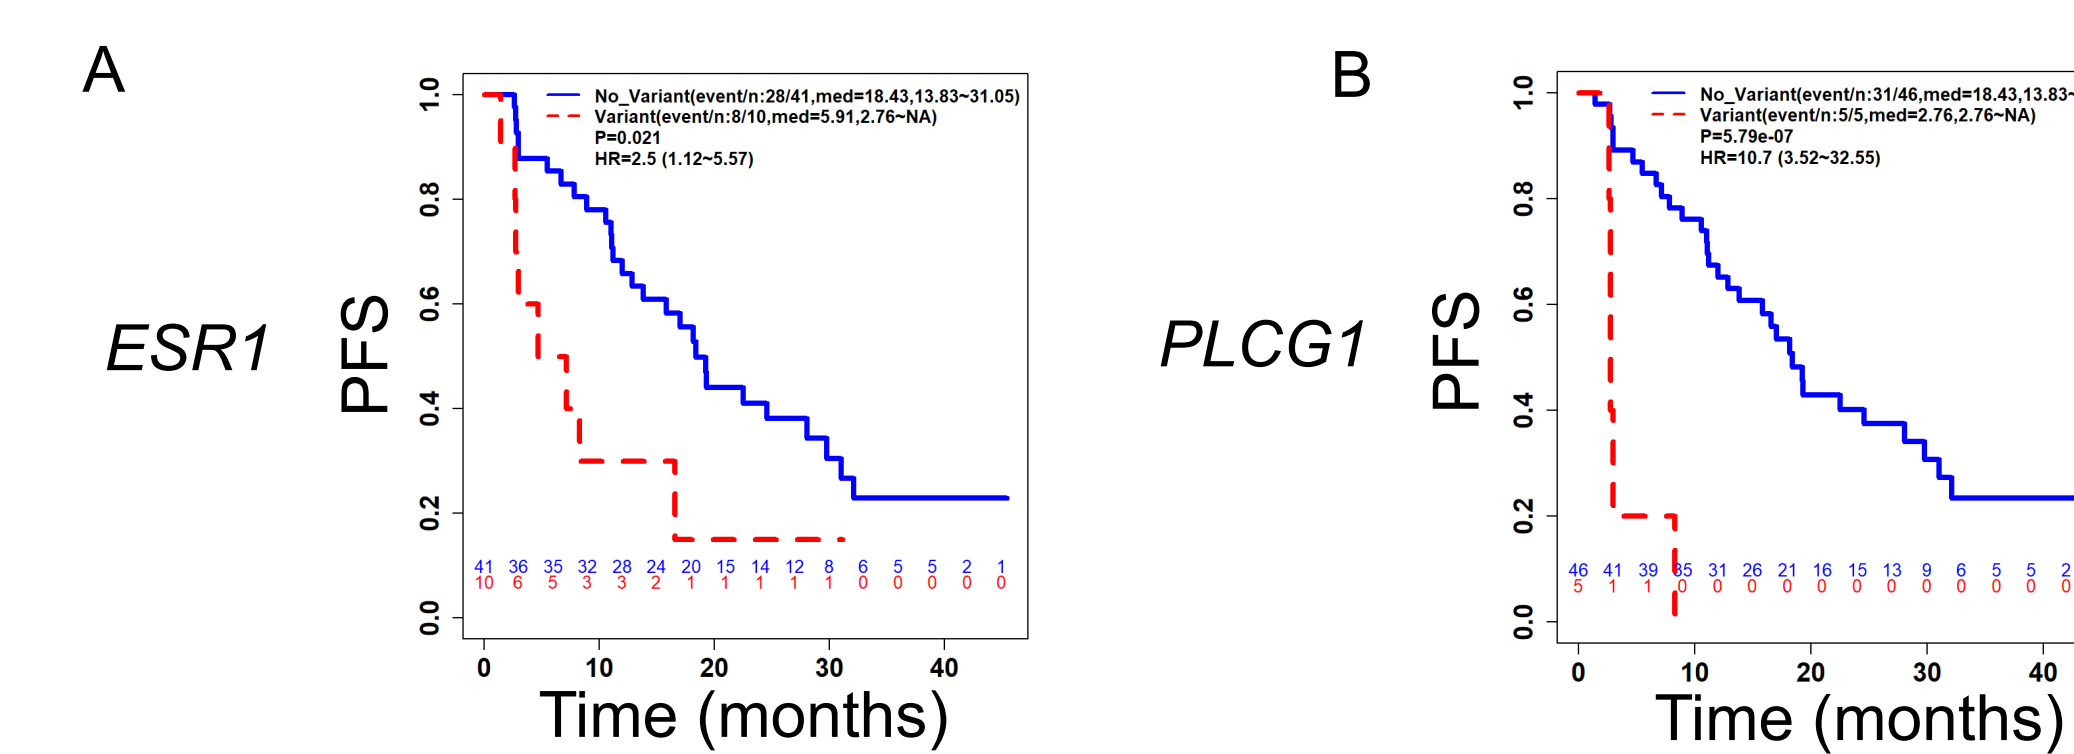 A
ESR1
PFS
1.0
0.8
0.6
0.4
0.2
0.0
No_Variant(event/n:28/41,med=18.43,13.83~31.05)
Variant(event/n:8/10,med=5.91,2.76~NA)
P=0.021
HR=2.5 (1.12~5.57)
41 36 35 32 28 24 20 15 14 12 8 6 5 5 2 1
10 6 5 3 3 2 1 1 1 1 1 0 0 0 0 0
0 10 20 30 40
Time (months)
B
PLCG1
PFS
1.0
0.8
0.6
0.4
0.2
0.0
No_Variant(event/n:31/46,med=18.43,13.83~
Variant(event/n:5/5,med=2.76,2.76~NA)
P=5.79e-07
HR=10.7 (3.52~32.55)
46 41 39 35 31 26 21 16 15 13 9 6 5 5 2
5 1 1 0 0 0 0 0 0 0 0 0 0 0 0
0 10 20 30 40
Time (months)